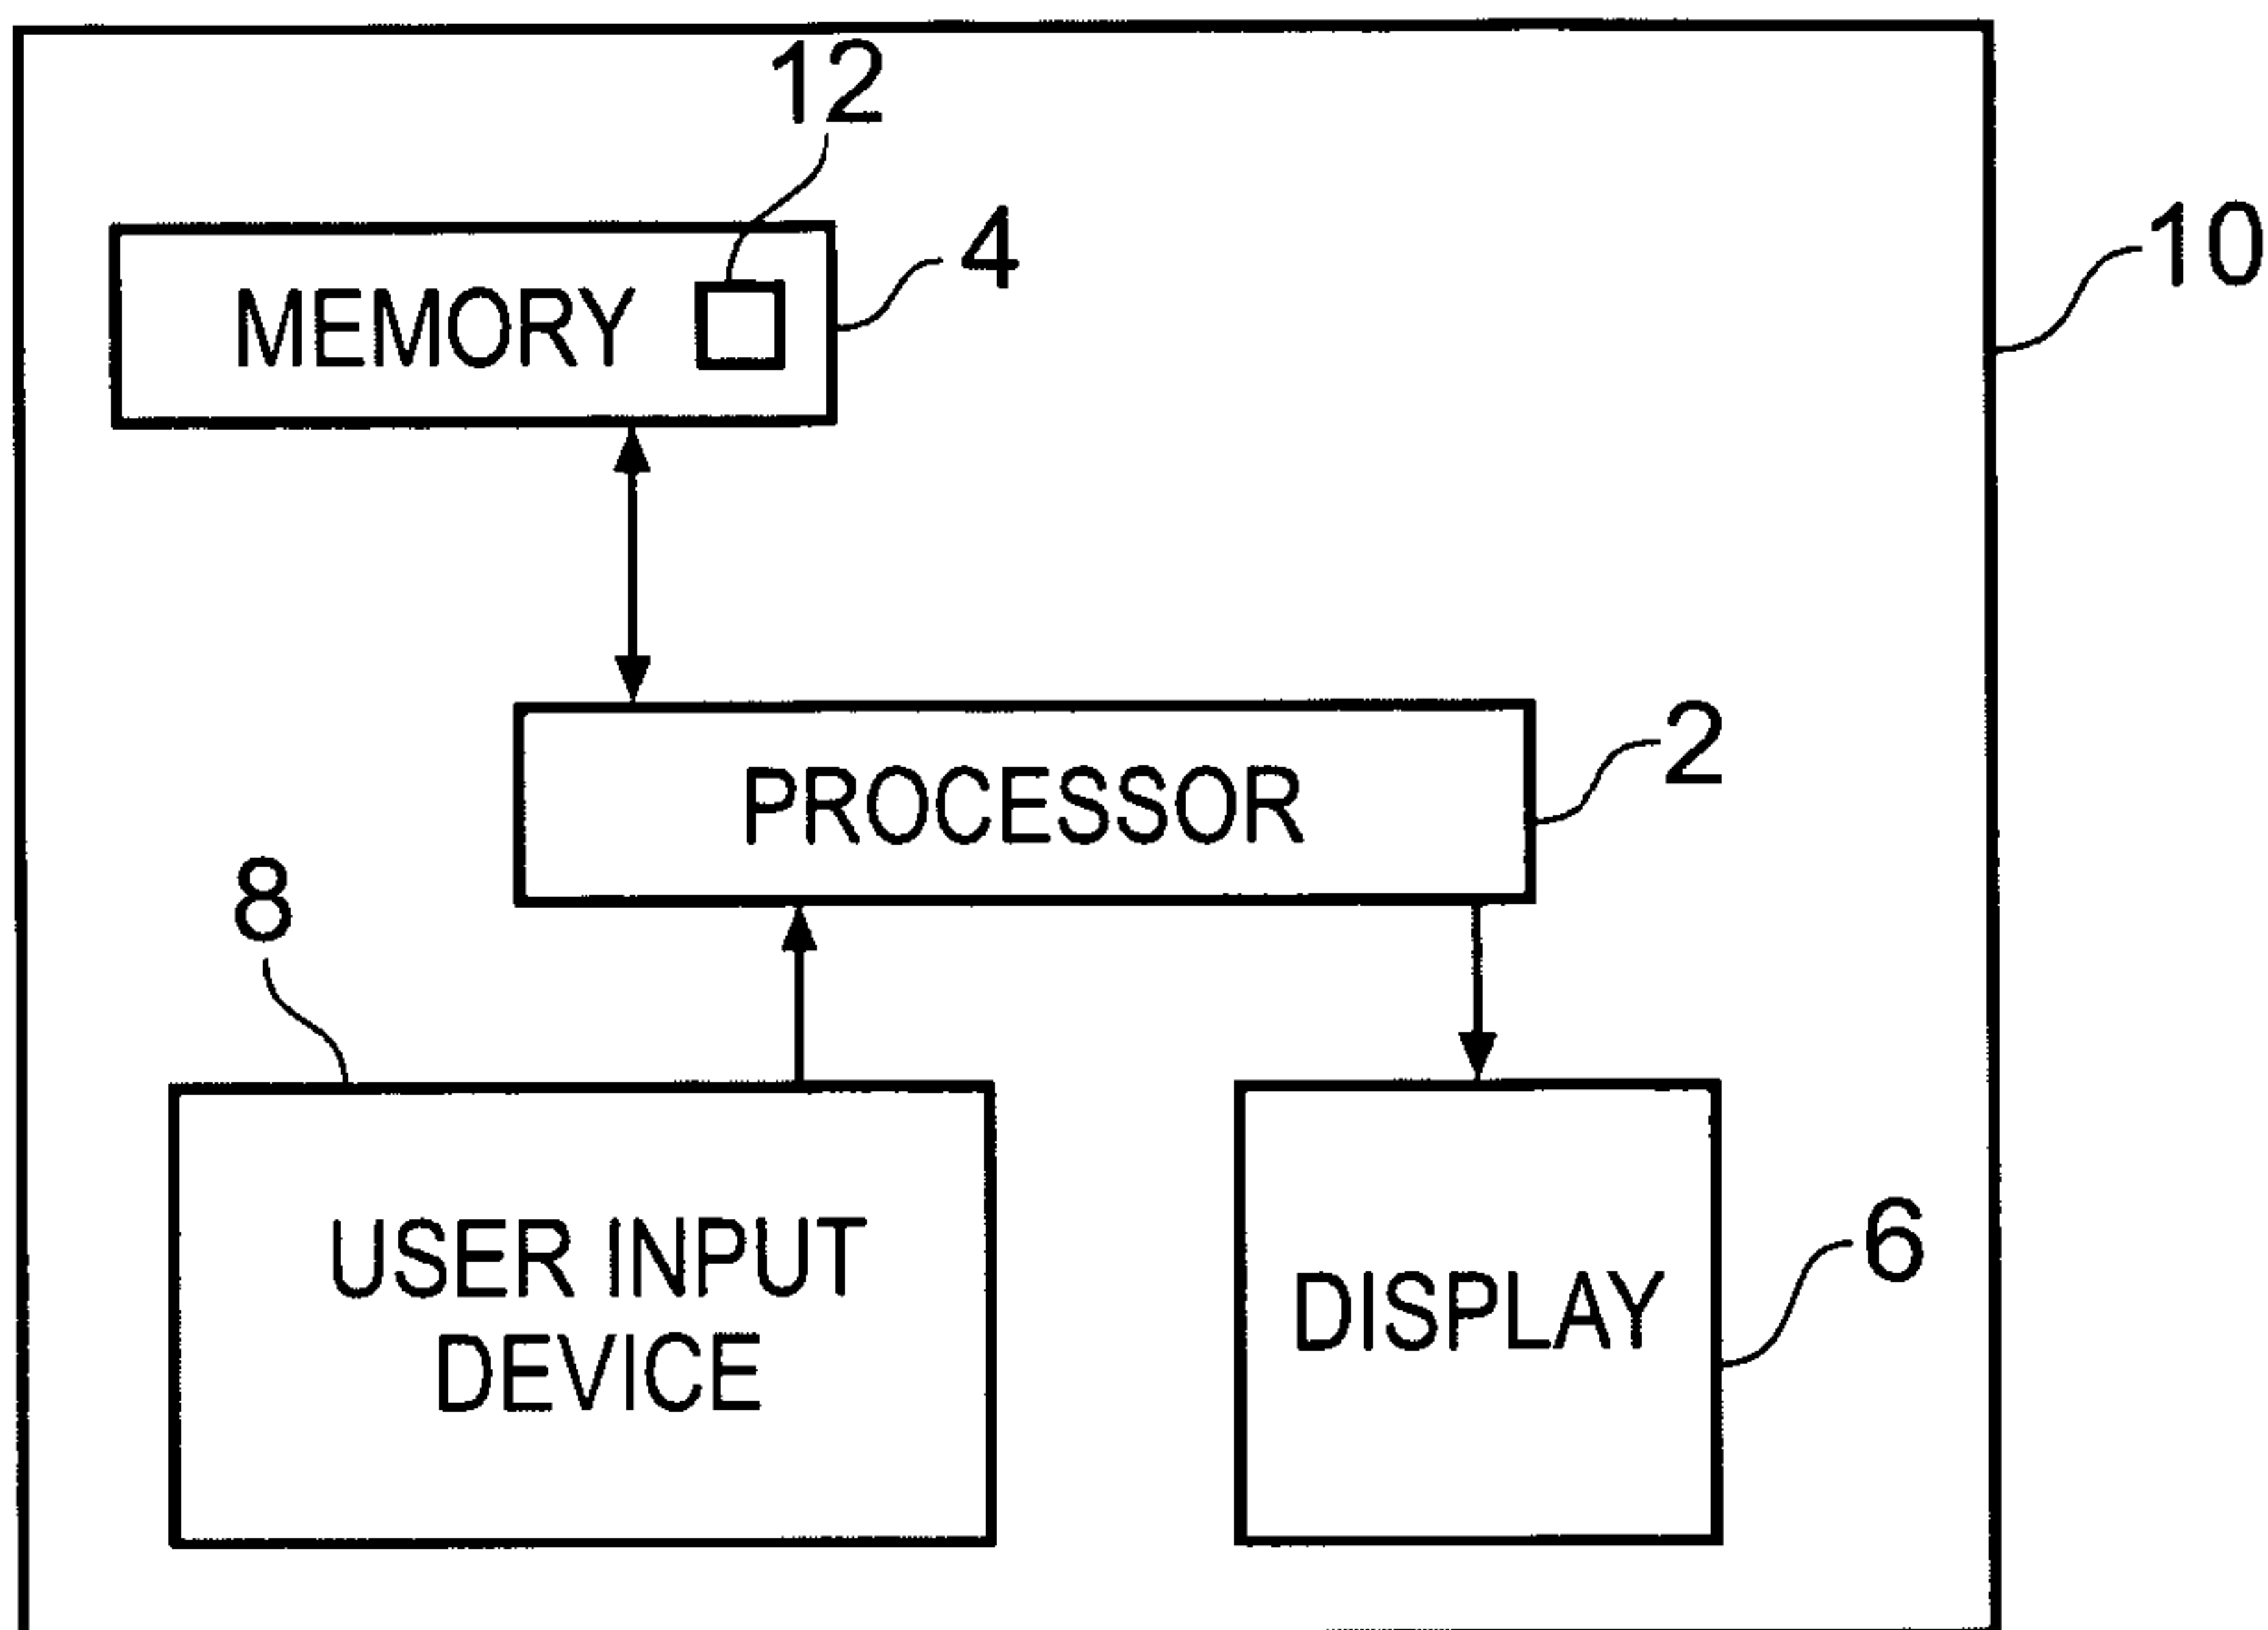 12
4
10
MEMORY
2
PROCESSOR
8
USER INPUT
DEVICE
6
DISPLAY